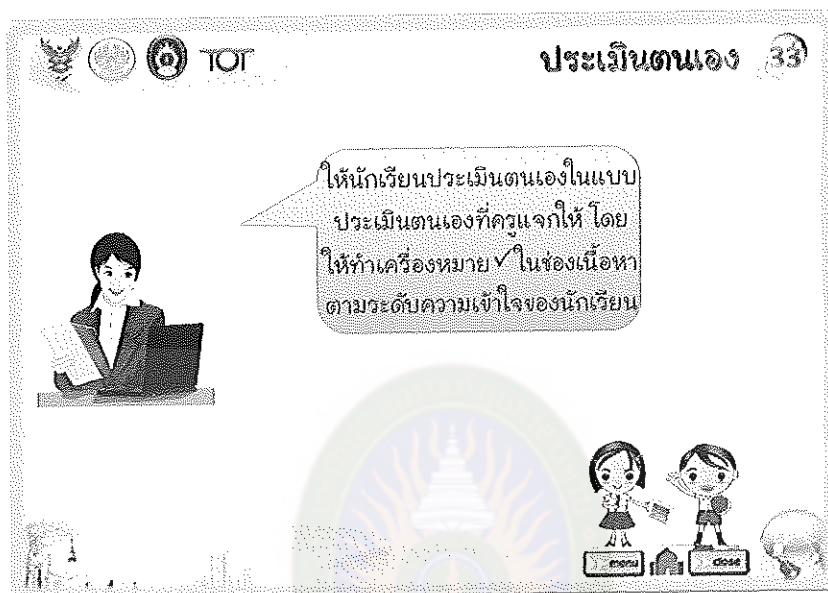 TOT
ประเมินตนเอง 33
ให้นักเรียนประเมินตนเองในแบบ
ประเมินตนเองที่ครูแจกให้ โดย
ให้ทำเครื่องหมาย ✓ ในช่องเนื้อหา
ตามระดับความเข้าใจของนักเรียน
menu close